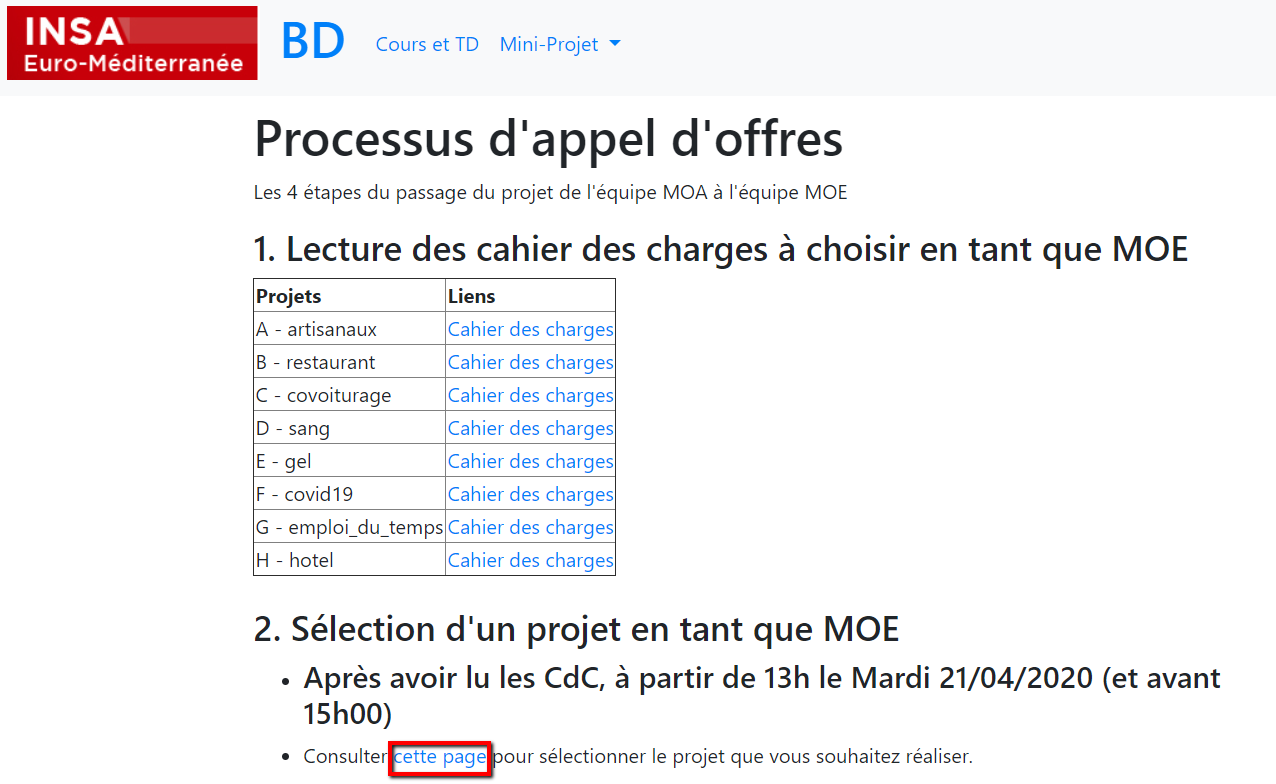 INSA
Euro-Méditerranée
BD Cours et TD Mini-Projet
Processus d'appel d'offres
Les 4 étapes du passage du projet de l'équipe MOA à l'équipe MOE
1. Lecture des cahier des charges à choisir en tant que MOE
Projets Liens
A - artisanaux Cahier des charges
B - restaurant Cahier des charges
C - covoiturage Cahier des charges
D - sang Cahier des charges
E - gel Cahier des charges
F - covid19 Cahier des charges
G - emploi_du_temps Cahier des charges
H - hotel Cahier des charges
2. Sélection d'un projet en tant que MOE
• Après avoir lu les CdC, à partir de 13h le Mardi 21/04/2020 (et avant
15h00)
• Consulter cette page pour sélectionner le projet que vous souhaitez réaliser.